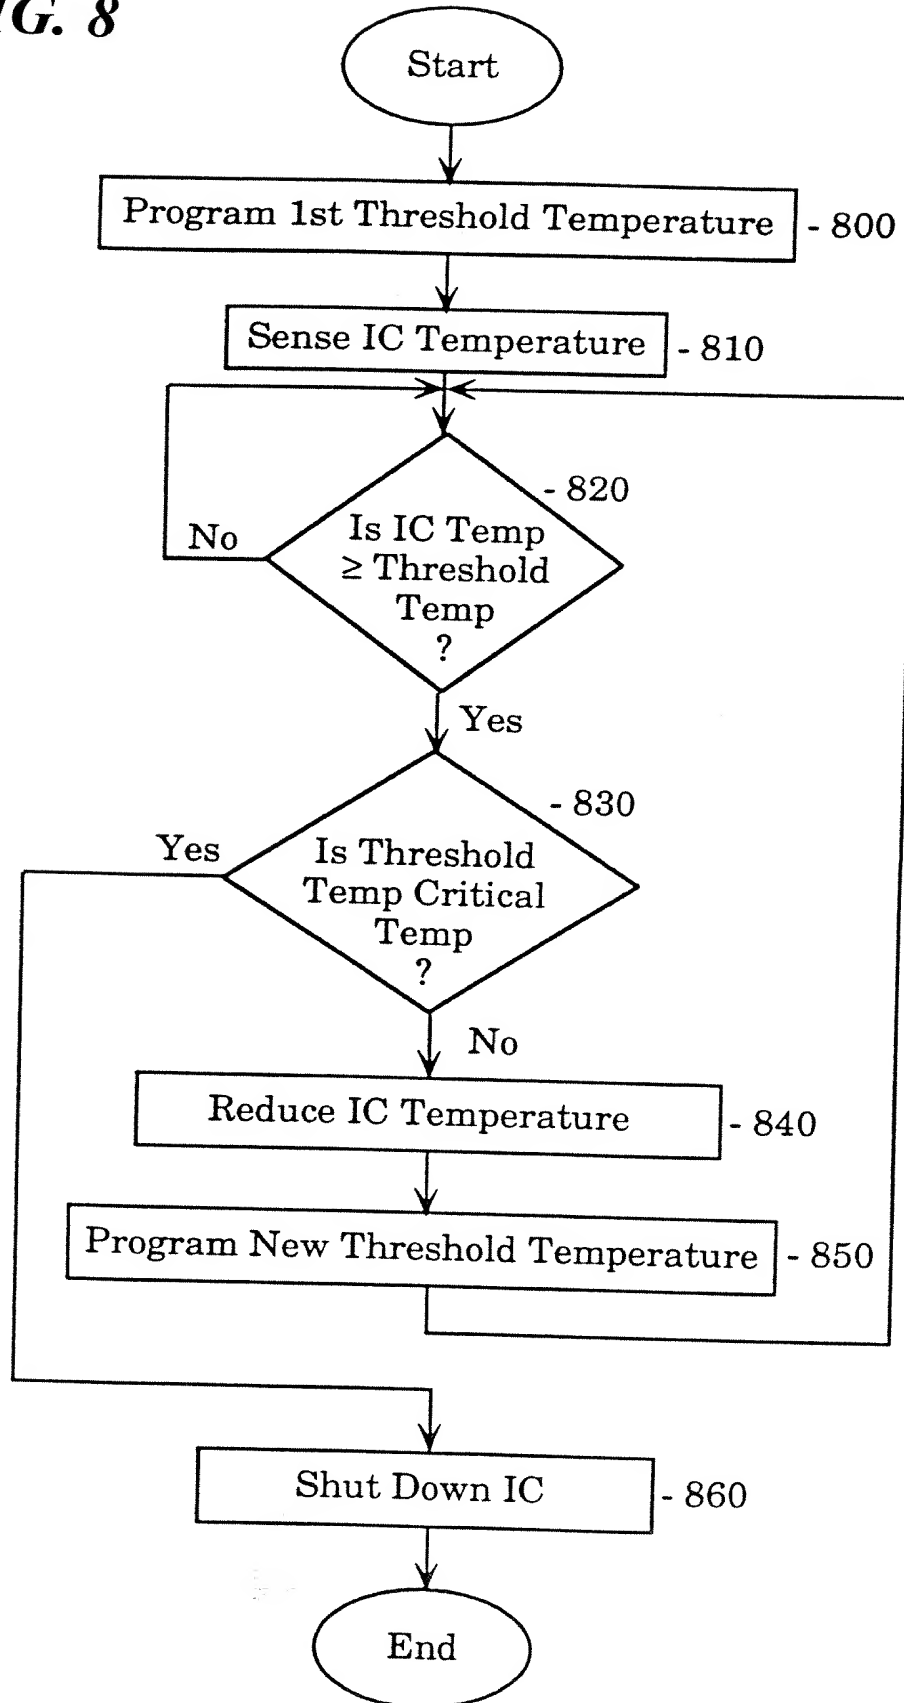 G. 8
Start
Program 1st Threshold Temperature - 800
Sense IC Temperature - 810
- 820
Is IC Temp
≥ Threshold
Temp
?
No
Yes
- 830
Yes
Is Threshold
Temp Critical
Temp
?
No
Reduce IC Temperature - 840
Program New Threshold Temperature - 850
Shut Down IC - 860
End